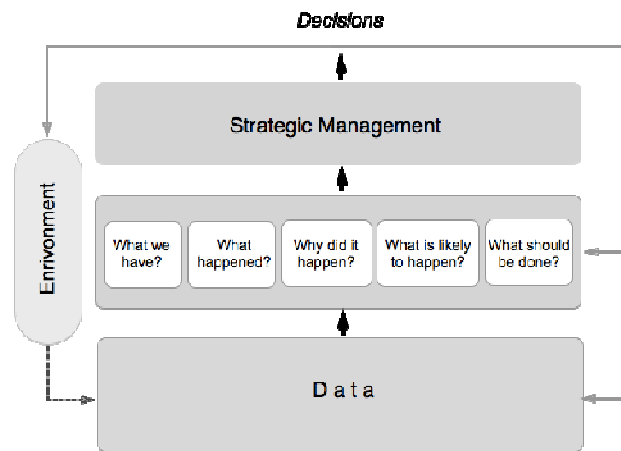 Decisions
Strategic Management
Enrivonment
What we
have?
What
happened?
Why did it
happen?
What is likely
to happen?
What should
be done?
Data